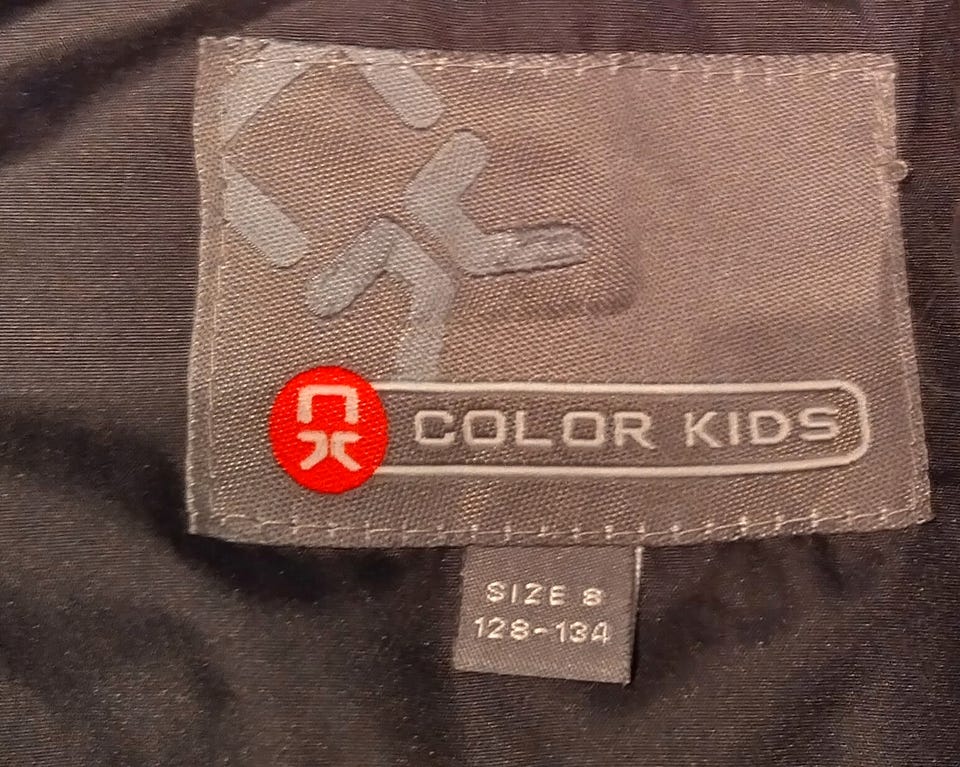 COLOR KIDS
SIZE 8
128-134